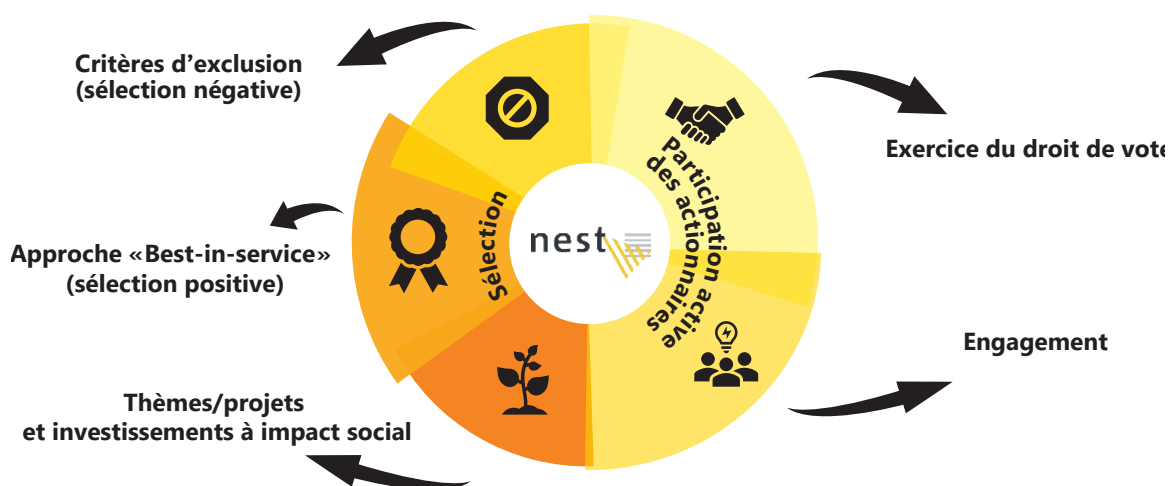 Critères d’exclusion
(sélection négative)
Exercice du droit de vote
Participation active
des actionnaires
Sélection
nest
Approche «Best-in-service»
(sélection positive)
Engagement
Thèmes/projets
et investissements à impact social